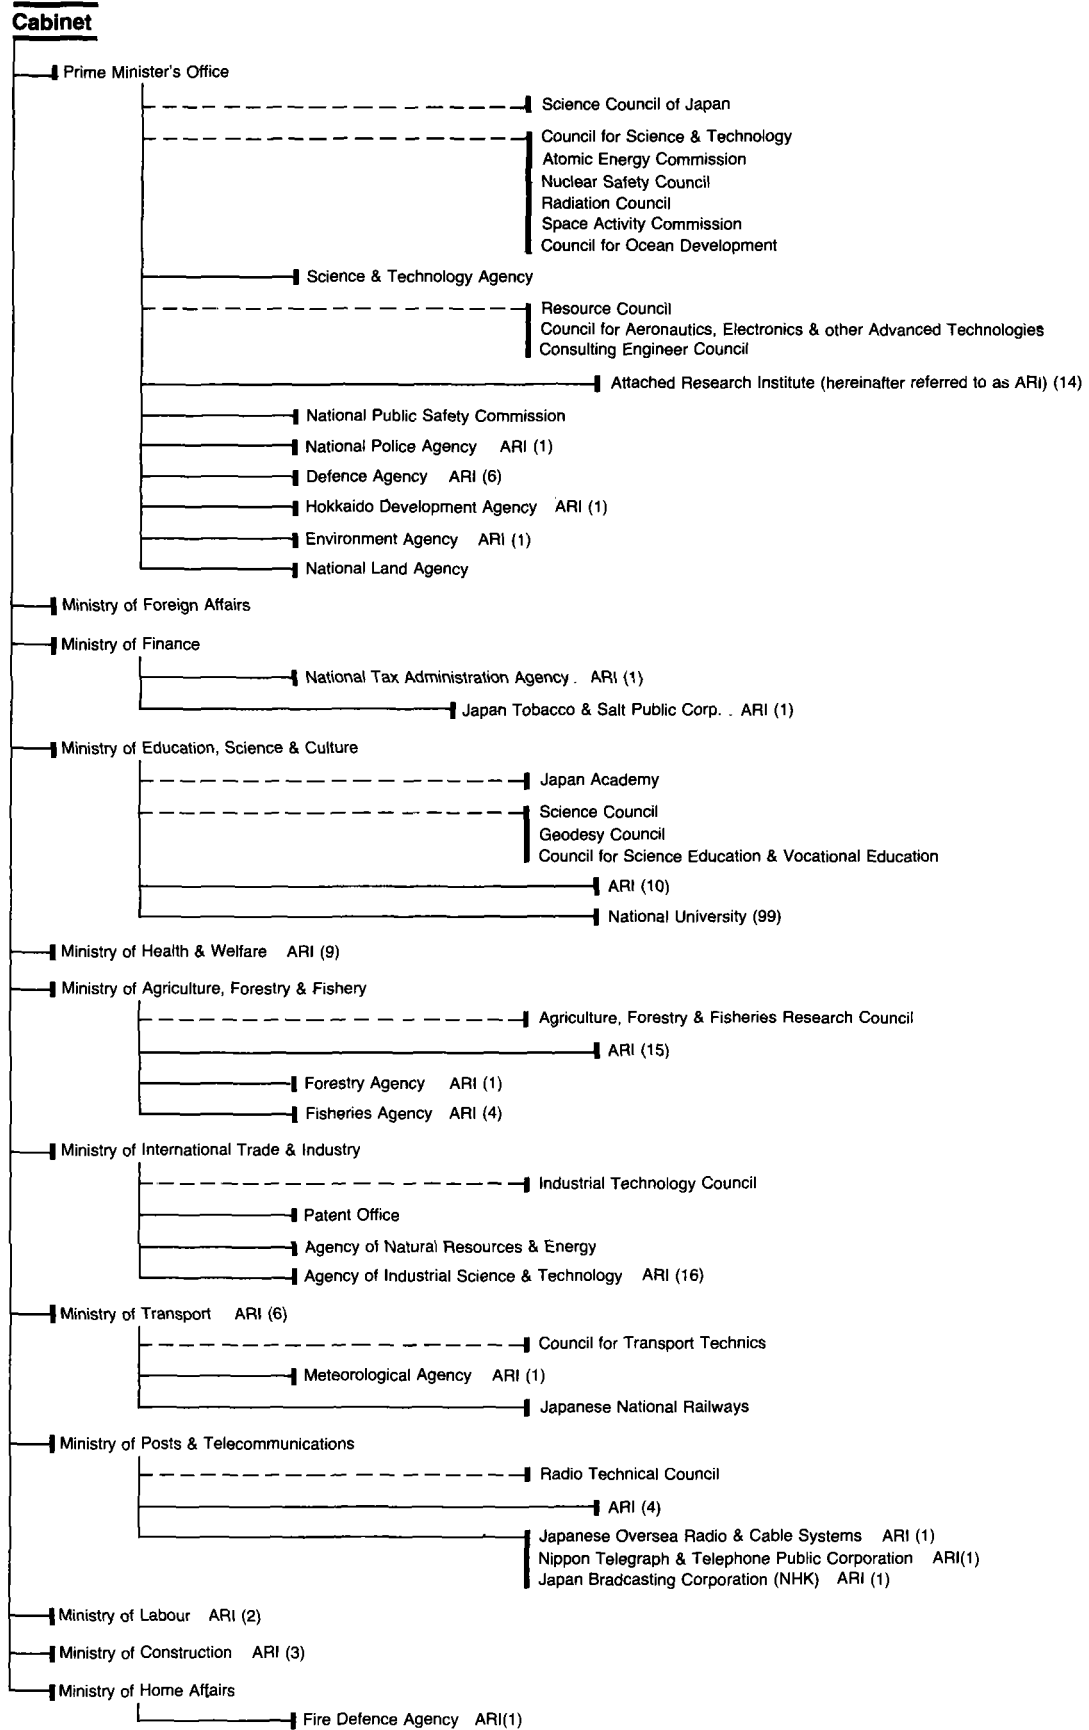 Cabinet
Prime Minister's Office
Science Council of Japan
Council for Science & Technology
Atomic Energy Commission
Nuclear Safety Council
Radiation Council
Space Activity Commission
Council for Ocean Development
Science & Technology Agency
Resource Council
Council for Aeronautics, Electronics & other Advanced Technologies
Consulting Engineer Council
Attached Research Institute (hereinafter referred to as ARI) (14)
National Public Safety Commission
National Police Agency ARI (1)
Defence Agency ARI (6)
Hokkaido Development Agency ARI (1)
Environment Agency ARI (1)
National Land Agency
Ministry of Foreign Affairs
Ministry of Finance
National Tax Administration Agency . ARI (1)
Japan Tobacco & Salt Public Corp. . ARI (1)
Ministry of Education, Science & Culture
Japan Academy
Science Council
Geodesy Council
Council for Science Education & Vocational Education
ARI (10)
National University (99)
Ministry of Health & Welfare ARI (9)
Ministry of Agriculture, Forestry & Fishery
Agriculture, Forestry & Fisheries Research Council
ARI (15)
Forestry Agency ARI (1)
Fisheries Agency ARI (4)
Ministry of International Trade & Industry
Industrial Technology Council
Patent Office
Agency of Natural Resources & Energy
Agency of Industrial Science & Technology ARI (16)
Ministry of Transport ARI (6)
Council for Transport Technics
Meteorological Agency ARI (1)
Japanese National Railways
Ministry of Posts & Telecommunications
Radio Technical Council
ARI (4)
Japanese Oversea Radio & Cable Systems ARI (1)
Nippon Telegraph & Telephone Public Corporation ARI(1)
Japan Bradcasting Corporation (NHK) ARI (1)
Ministry of Labour ARI (2)
Ministry of Construction ARI (3)
Ministry of Home Affairs
Fire Defence Agency ARI(1)